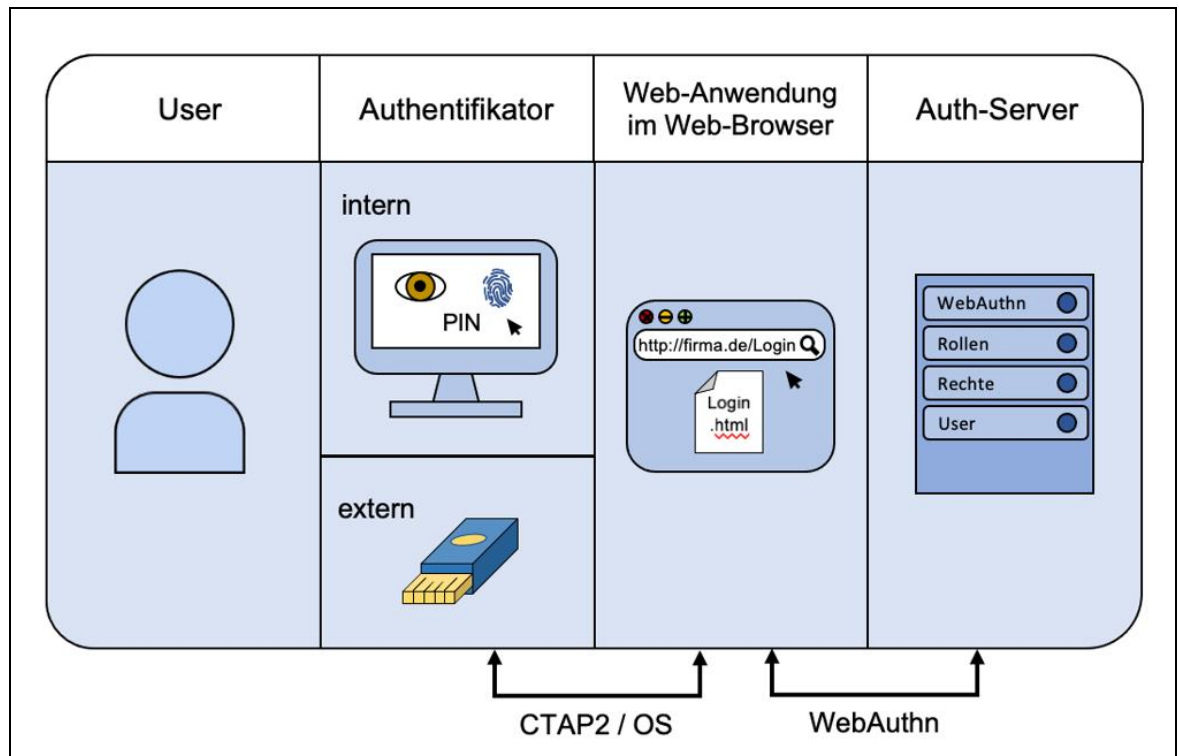 User
Authentifikator
Web-Anwendung
im Web-Browser
Auth-Server
intern
PIN
extern
http://firma.de/Login
Login
.html
WebAuthn
Rollen
Rechte
User
CTAP2 / OS
WebAuthn